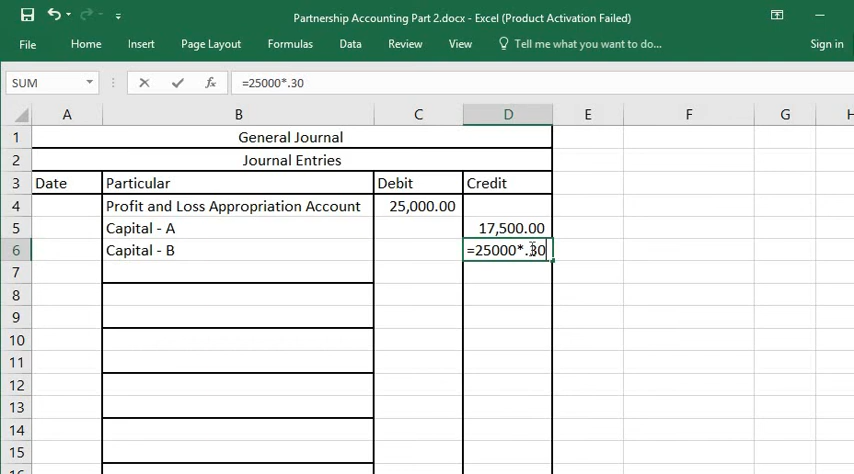 Partnership Accounting Part 2.docx - Excel (Product Activation Failed)
File Home Insert Page Layout Formulas Data Review View Tell me what you want to do... Sign in
SUM fx =25000*.30
A B C D E F G H
1 General Journal
2 Journal Entries
3 Date Particular Debit Credit
4 Profit and Loss Appropriation Account 25,000.00
5 Capital - A 17,500.00
6 Capital - B =25000*.30
7
8
9
10
11
12
13
14
15
16